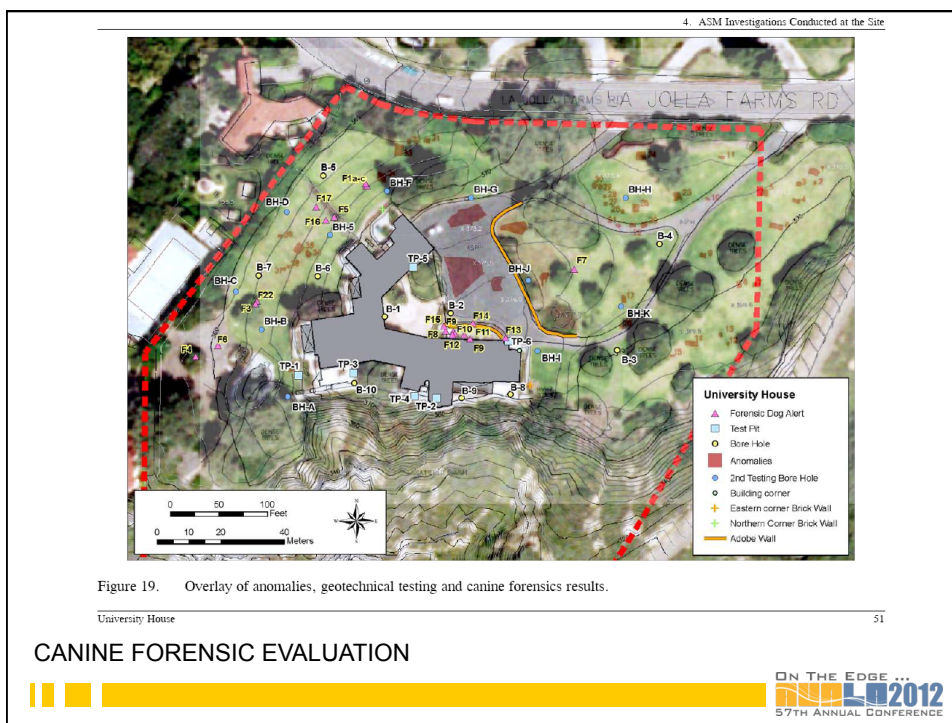 4. ASM Investigations Conducted at the Site
LA JOLLA FARMS RD
LA JOLLA FARMS RD
B-5
F1a-c
BH-F
F17
BH-D
F5
F16
BH-5
BH-G
BH-H
B-4
TP-5
B-7
B-6
BH-J
F7
BH-C
F22
F3
B-1
B-2
BH-K
BH-B
F15
F9
F14
F8
F10
F11
F13
F12
F9
TP-6
F4
F6
BH-I
B-3
TP-1
TP-3
B-10
BH-A
TP-4
TP-2
B-9
B-8
University House
Forensic Dog Alert
Test Pit
Bore Hole
Anomalies
2nd Testing Bore Hole
Building corner
Eastern corner Brick Wall
Northern Corner Brick Wall
Adobe Wall
0 50 100
Feet
0 10 20 40
Meters
Figure 19. Overlay of anomalies, geotechnical testing and canine forensics results.
University House 51
CANINE FORENSIC EVALUATION
ON THE EDGE ...
AUALO 2012
57TH ANNUAL CONFERENCE